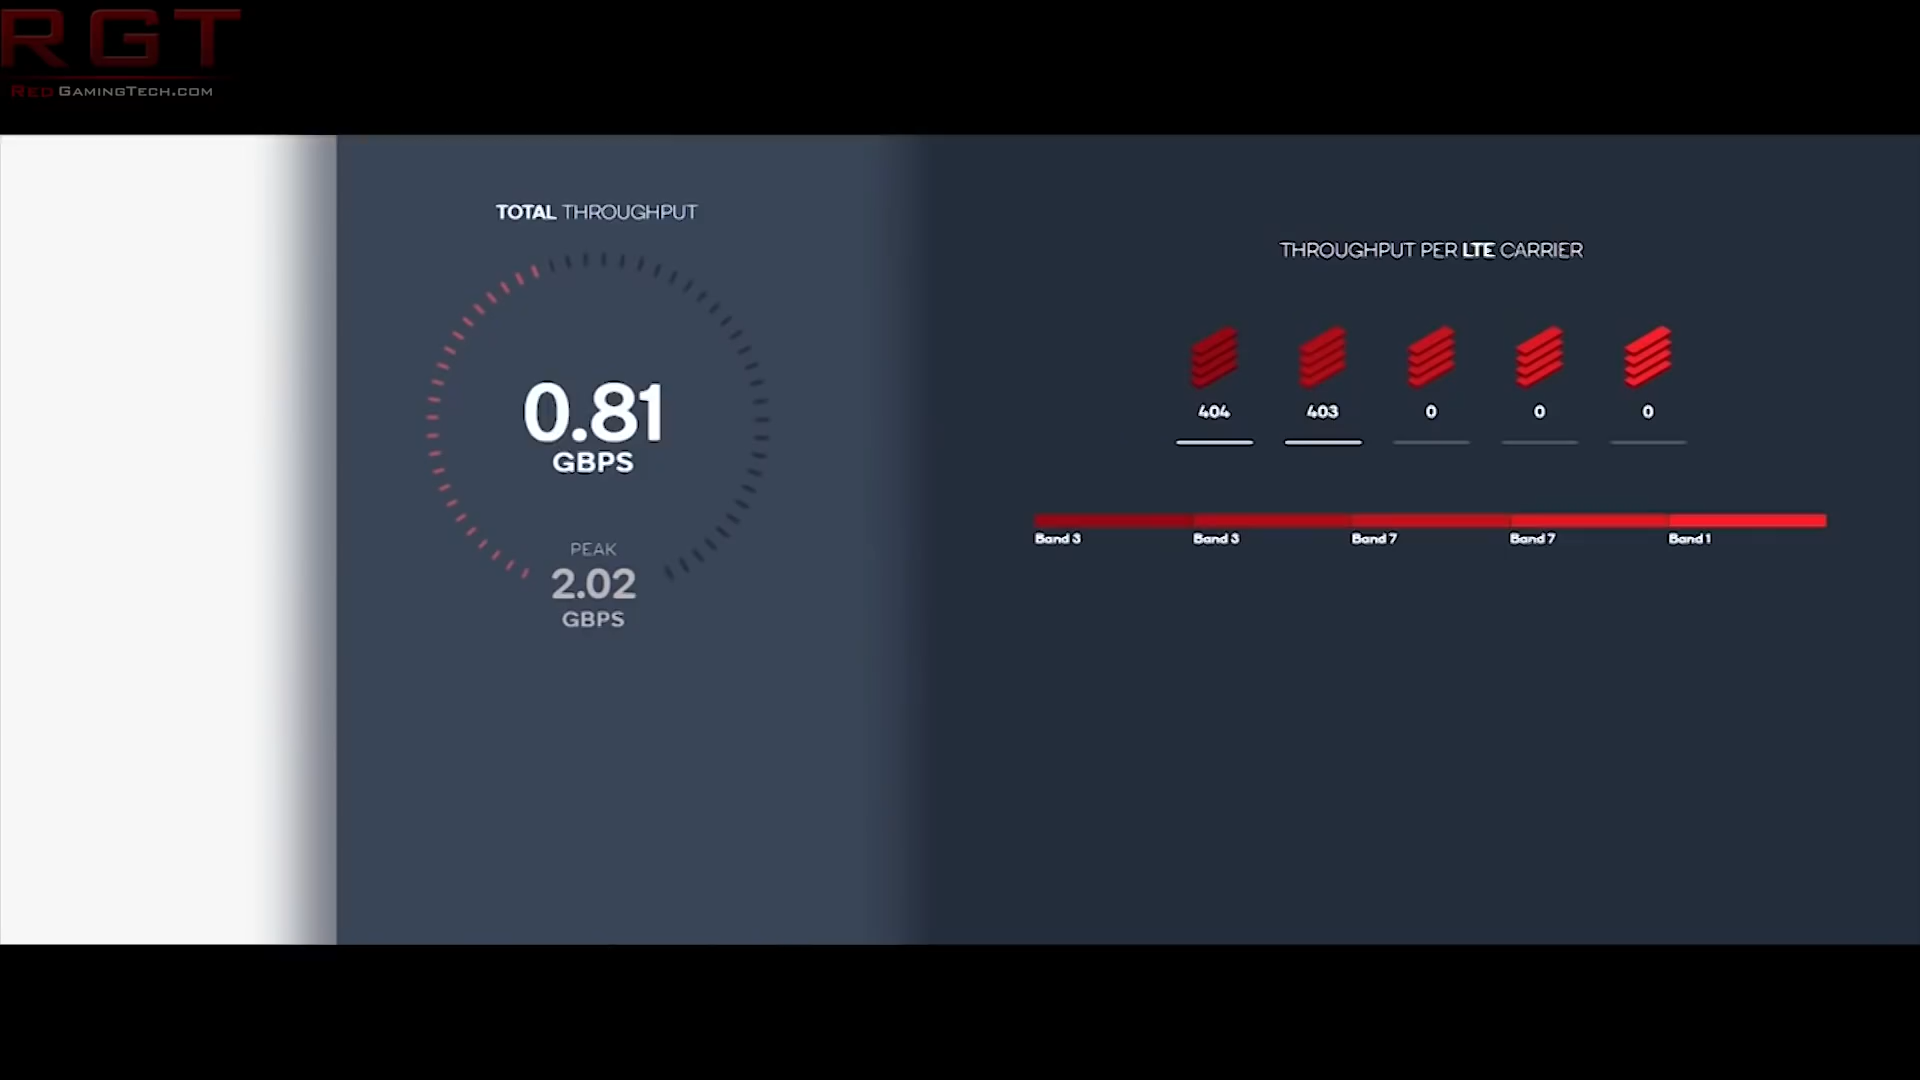 RGT
RED GAMINGTECH.COM
TOTAL THROUGHPUT
0.81
GBPS
PEAK
2.02
GBPS
THROUGHPUT PER LTE CARRIER
404 403 0 0 0
Band 3 Band 3 Band 7 Band 7 Band 1